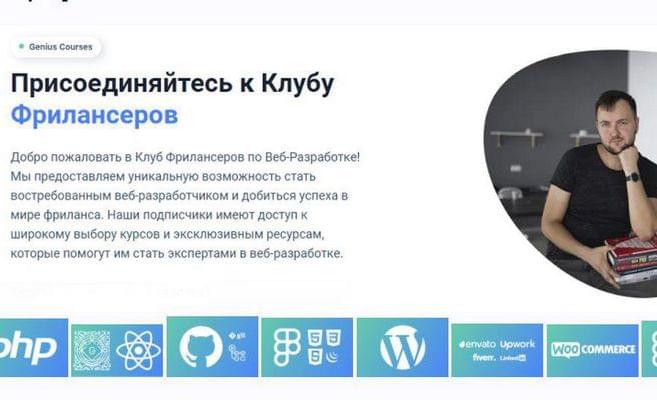 Genius Courses
Присоединяйтесь к Клубу
Фрилансеров
Добро пожаловать в Клуб Фрилансеров по Веб-Разработке!
Мы предоставляем уникальную возможность стать
востребованным веб-разработчиком и добиться успеха в
мире фриланса. Наши подписчики имеют доступ к
широкому выбору курсов и эксклюзивным ресурсам,
которые помогут им стать экспертами в веб-разработке.
php
envato Upwork
fiverr. LinkedIn
WOO COMMERCE